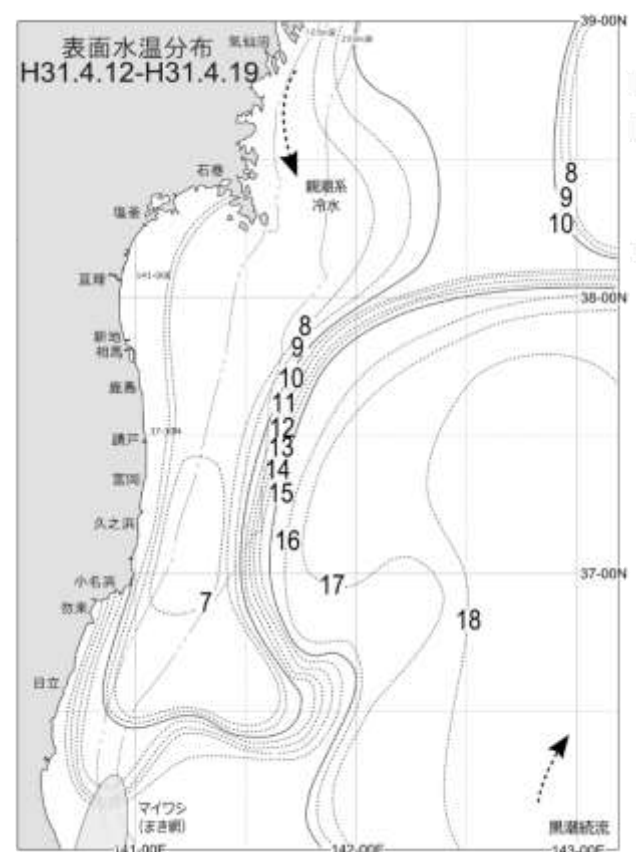 表面水温分布
H31.4.12-H31.4.19
気仙沼
39-00N
石巻
塩釜
親潮系
冷水
8
9
10
亘理
38-00N
新地
相馬
鹿島
請戸
富岡
久之浜
小名浜
勿来
日立
8
9
10
11
12
13
14
15
16
17
18
7
37-00N
マイワシ
(まき網)
黒潮続流
141-00E
142-00E
143-00E